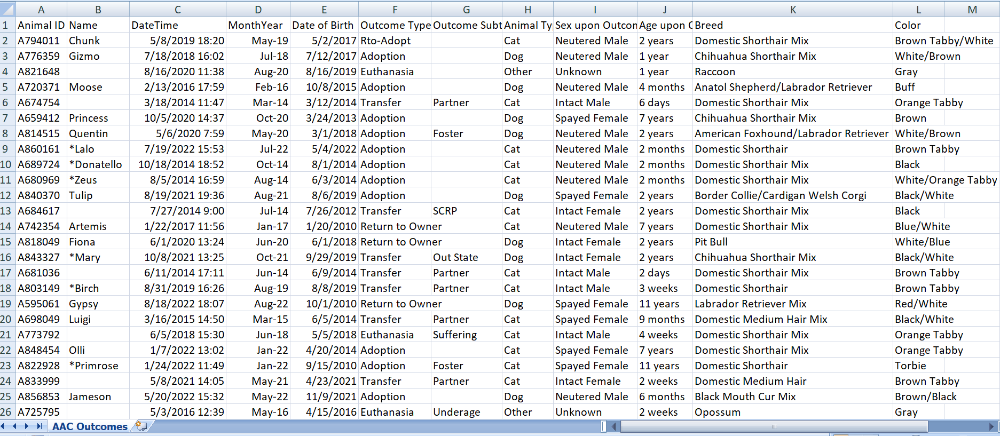 A B C D E F G H I J K L M
1 Animal ID Name DateTime MonthYear Date of Birth Outcome Type Outcome Subt Animal Ty Sex upon Outcon Age upon C Breed Color
2 A794011 Chunk 5/8/2019 18:20 May-19 5/2/2017 Rto-Adopt Cat Neutered Male 2 years Domestic Shorthair Mix Brown Tabby/White
3 A776359 Gizmo 7/18/2018 16:02 Jul-18 7/12/2017 Adoption Dog Neutered Male 1 year Chihuahua Shorthair Mix White/Brown
4 A821648 8/16/2020 11:38 Aug-20 8/16/2019 Euthanasia Other Unknown 1 year Raccoon Gray
5 A720371 Moose 2/13/2016 17:59 Feb-16 10/8/2015 Adoption Dog Neutered Male 4 months Anatol Shepherd/Labrador Retriever Buff
6 A674754 3/18/2014 11:47 Mar-14 3/12/2014 Transfer Partner Cat Intact Male 6 days Domestic Shorthair Mix Orange Tabby
7 A659412 Princess 10/5/2020 14:37 Oct-20 3/24/2013 Adoption Dog Spayed Female 7 years Chihuahua Shorthair Mix Brown
8 A814515 Quentin 5/6/2020 7:59 May-20 3/1/2018 Adoption Foster Dog Neutered Male 2 years American Foxhound/Labrador Retriever White/Brown
9 A860161 *Lalo 7/19/2022 15:53 Jul-22 5/4/2022 Adoption Cat Neutered Male 2 months Domestic Shorthair Brown Tabby
10 A689724 *Donatello 10/18/2014 18:52 Oct-14 8/1/2014 Adoption Cat Neutered Male 2 months Domestic Shorthair Mix Black
11 A680969 *Zeus 8/5/2014 16:59 Aug-14 6/3/2014 Adoption Cat Neutered Male 2 months Domestic Shorthair Mix White/Orange Tabby
12 A840370 Tulip 8/19/2021 19:36 Aug-21 8/6/2019 Adoption Dog Spayed Female 2 years Border Collie/Cardigan Welsh Corgi Black/White
13 A684617 7/27/2014 9:00 Jul-14 7/26/2012 Transfer SCRP Cat Intact Female 2 years Domestic Shorthair Mix Black
14 A742354 Artemis 1/22/2017 11:56 Jan-17 1/20/2010 Return to Owner Cat Neutered Male 7 years Domestic Shorthair Mix Blue/White
15 A818049 Fiona 6/1/2020 13:24 Jun-20 6/1/2018 Return to Owner Dog Intact Female 2 years Pit Bull White/Blue
16 A843327 *Mary 10/8/2021 13:25 Oct-21 9/29/2019 Transfer Out State Dog Intact Female 2 years Chihuahua Shorthair Mix Black/White
17 A681036 6/11/2014 17:11 Jun-14 6/9/2014 Transfer Partner Cat Intact Male 2 days Domestic Shorthair Mix Brown Tabby
18 A803149 *Birch 8/31/2019 16:26 Aug-19 8/8/2019 Transfer Partner Cat Intact Male 3 weeks Domestic Shorthair Brown Tabby
19 A595061 Gypsy 8/18/2022 18:07 Aug-22 10/1/2010 Return to Owner Dog Spayed Female 11 years Labrador Retriever Mix Red/White
20 A698049 Luigi 3/16/2015 14:50 Mar-15 6/5/2014 Transfer Partner Cat Spayed Female 9 months Domestic Medium Hair Mix Black/White
21 A773792 6/5/2018 15:30 Jun-18 5/5/2018 Euthanasia Suffering Cat Intact Male 4 weeks Domestic Shorthair Mix Orange Tabby
22 A848454 Olli 1/7/2022 13:02 Jan-22 4/20/2014 Adoption Cat Spayed Female 7 years Domestic Shorthair Mix Orange Tabby
23 A822928 *Primrose 1/24/2022 11:49 Jan-22 9/15/2010 Adoption Foster Cat Spayed Female 11 years Domestic Shorthair Torbie
24 A833999 5/8/2021 14:05 May-21 4/23/2021 Transfer Partner Cat Intact Female 2 weeks Domestic Medium Hair Brown Tabby
25 A856853 Jameson 5/20/2022 15:32 May-22 11/9/2021 Adoption Dog Neutered Male 6 months Black Mouth Cur Mix Brown/Black
26 A725795 5/3/2016 12:39 May-16 4/15/2016 Euthanasia Underage Other Unknown 2 weeks Opossum Gray
AAC Outcomes